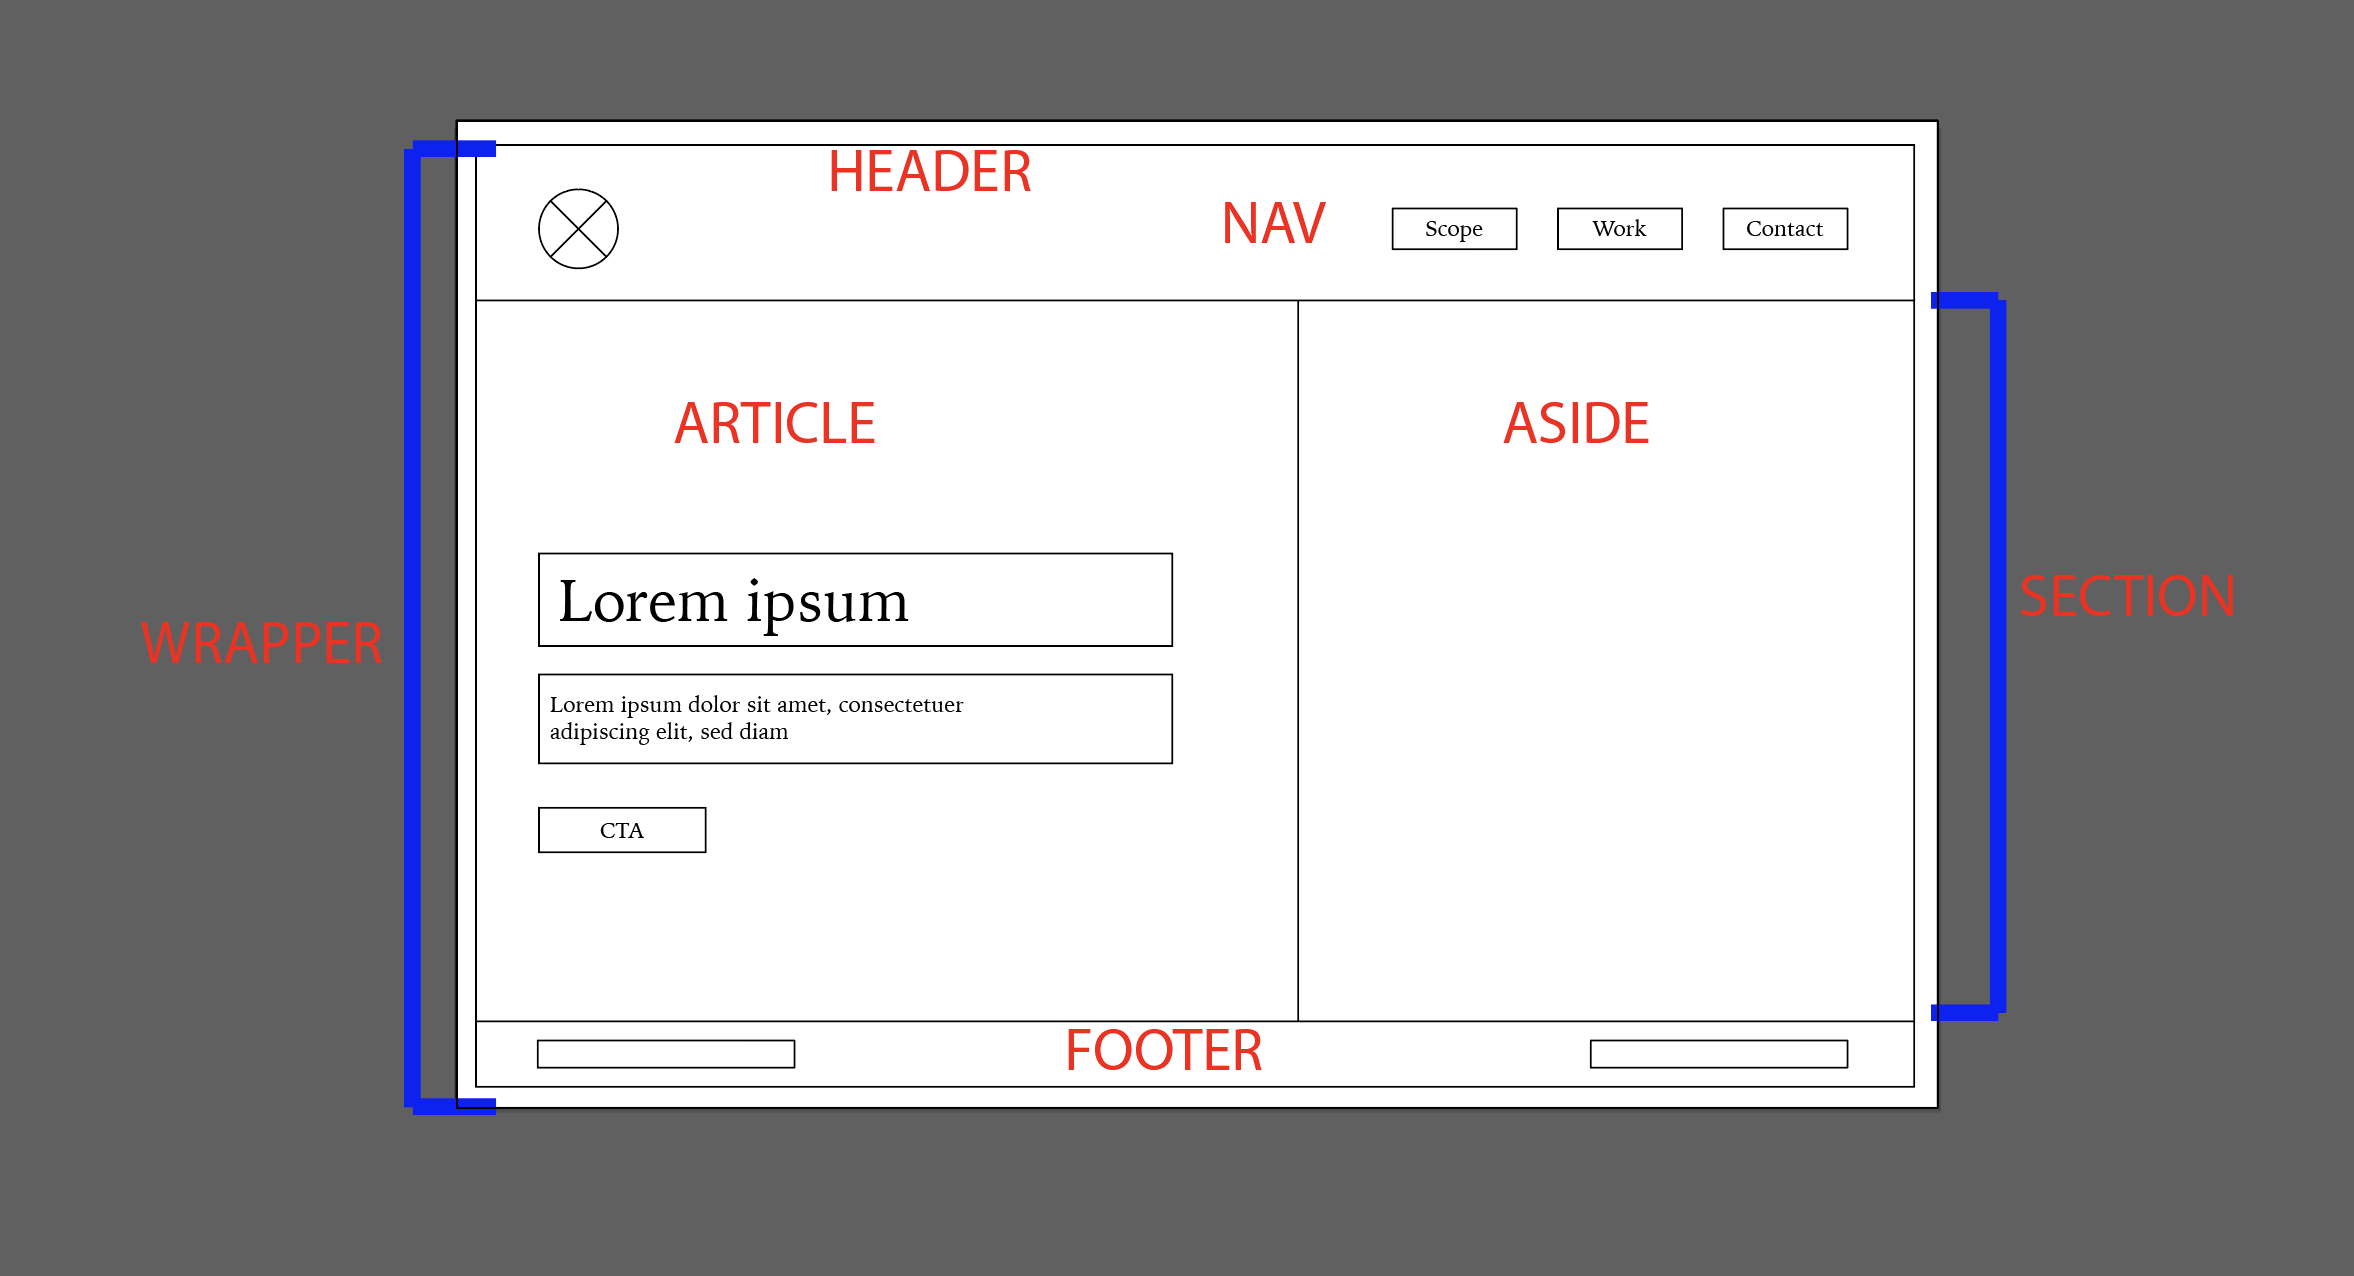 HEADER
NAV
Scope
Work
Contact
ARTICLE
ASIDE
Lorem ipsum
Lorem ipsum dolor sit amet, consectetuer
adipiscing elit, sed diam
CTA
WRAPPER
SECTION
FOOTER